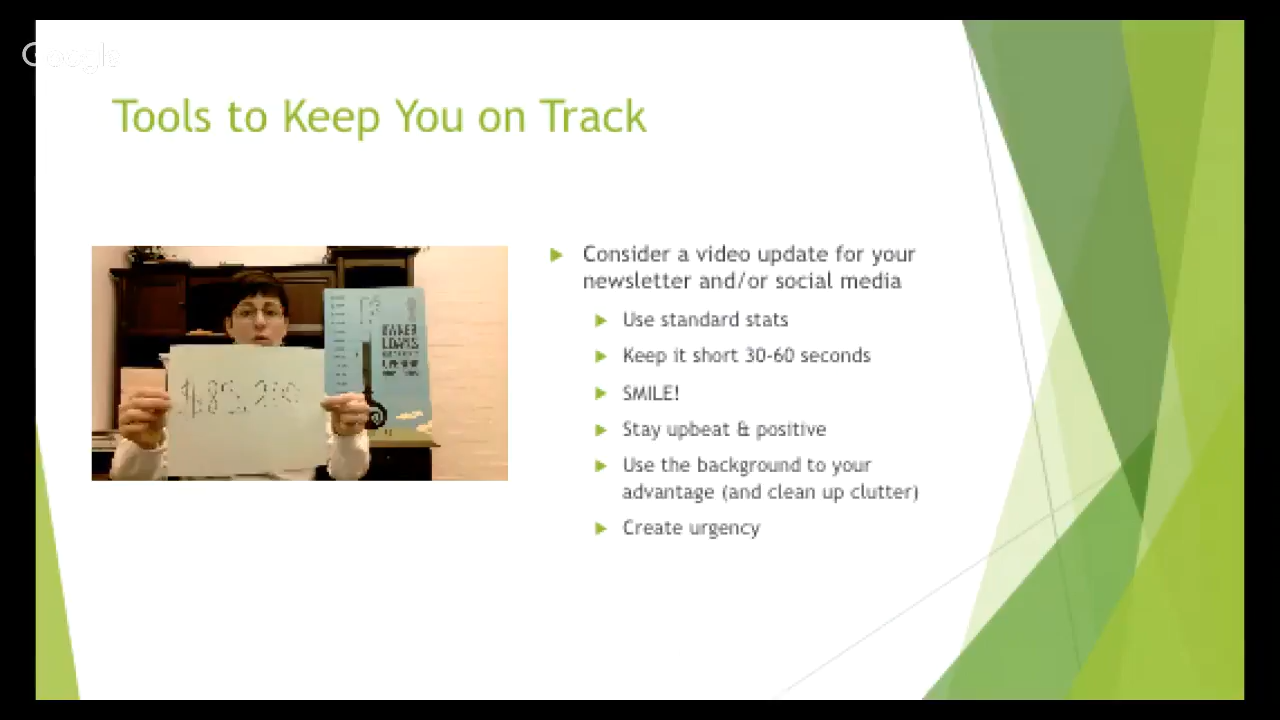 Google
Tools to Keep You on Track
Consider a video update for your
newsletter and/or social media
Use standard stats
Keep it short 30-60 seconds
SMILE!
Stay upbeat & positive
Use the background to your
advantage (and clean up clutter)
Create urgency